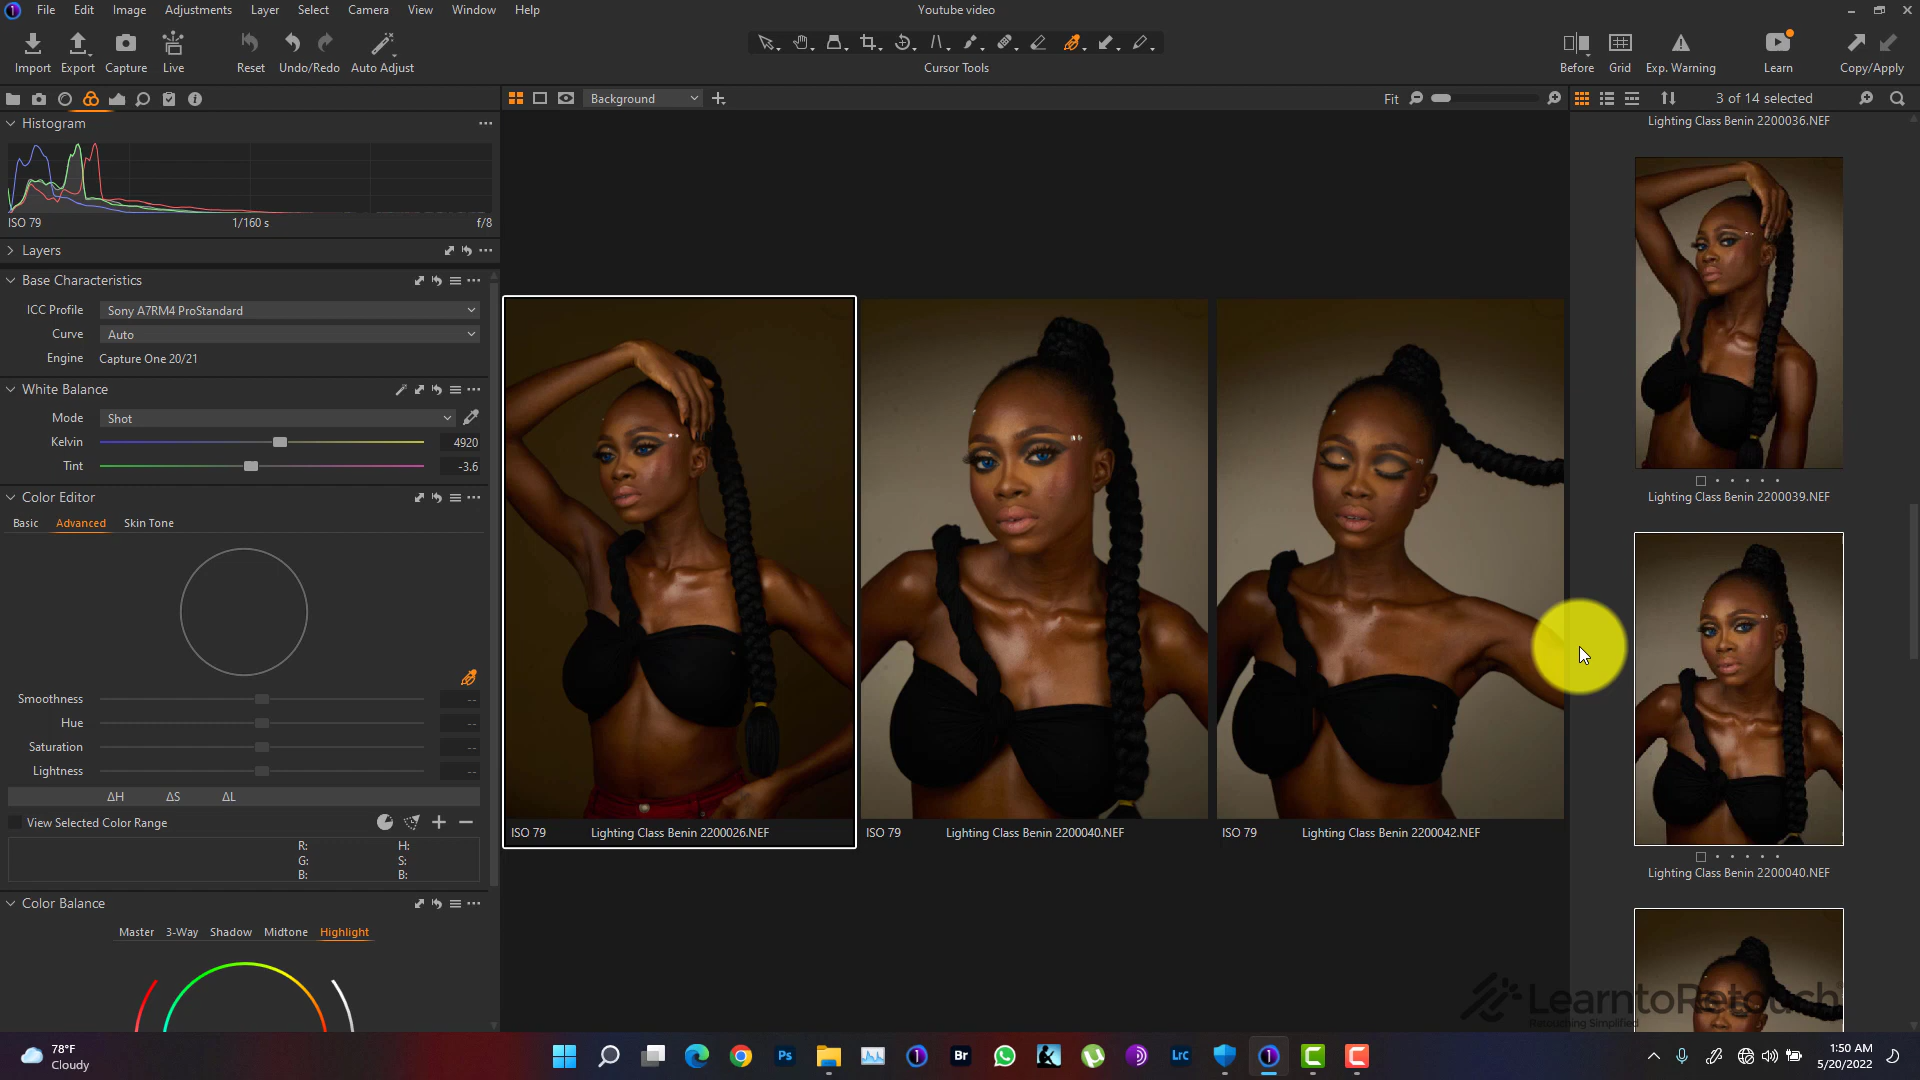 File Edit Image Adjustments Layer Select Camera View Window Help
Youtube video
Import Export Capture Live Reset Undo/Redo Auto Adjust
Cursor Tools
Before Grid Exp. Warning Learn Copy/Apply
Background
Fit
3 of 14 selected
Histogram
ISO 79 1/160 s f/8
Layers
Base Characteristics
ICC Profile Sony A7RM4 ProStandard
Curve Auto
Engine Capture One 20/21
White Balance
Mode Shot
Kelvin 4920
Tint -3.6
Color Editor
Basic Advanced Skin Tone
Smoothness --
Hue --
Saturation --
Lightness --
ΔH ΔS ΔL
View Selected Color Range
R: H:
G: S:
B: B:
Color Balance
Master 3-Way Shadow Midtone Highlight
ISO 79 Lighting Class Benin 2200026.NEF
ISO 79 Lighting Class Benin 2200040.NEF
ISO 79 Lighting Class Benin 2200042.NEF
Lighting Class Benin 2200036.NEF
Lighting Class Benin 2200039.NEF
Lighting Class Benin 2200040.NEF
LearntoRetouch
Retouching Simplified
78°F
Cloudy
Ps
Br
Lrc
1:50 AM
5/20/2022